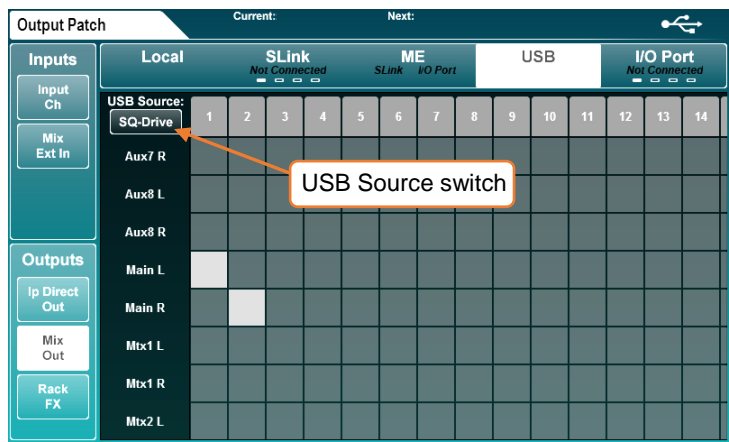 Output Patch
Current:
Next:
Inputs
Input
Ch
Mix
Ext In
Outputs
Ip Direct
Out
Mix
Out
Rack
FX
Local
SLink
Not Connected
ME
SLink I/O Port
USB
I/O Port
Not Connected
USB Source:
SQ-Drive
1 2 3 4 5 6 7 8 9 10 11 12 13 14
Aux7 R
USB Source switch
Aux8 L
Aux8 R
Main L
Main R
Mtx1 L
Mtx1 R
Mtx2 L